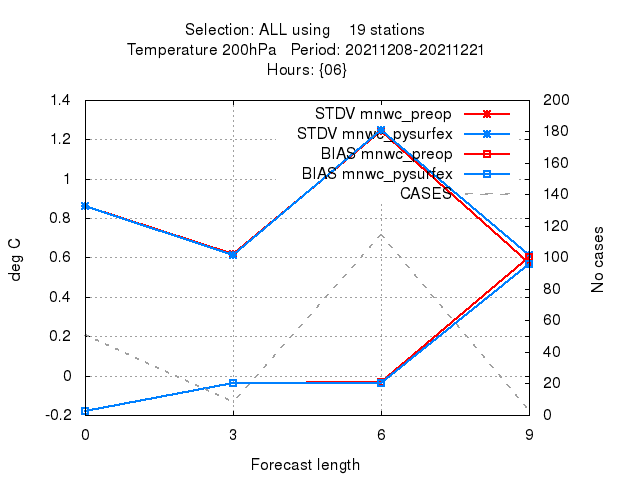 Selection: ALL using 19 stations
Temperature 200hPa Period: 20211208-20211221
Hours: {06}
STDV mnwc_preop
STDV mnwc_pysurfex
BIAS mnwc_preop
BIAS mnwc_pysurfex
CASES
1.4
1.2
1
0.8
0.6
0.4
0.2
0
-0.2
deg C
200
180
160
140
120
100
80
60
40
20
0
No cases
0 3 6 9
Forecast length